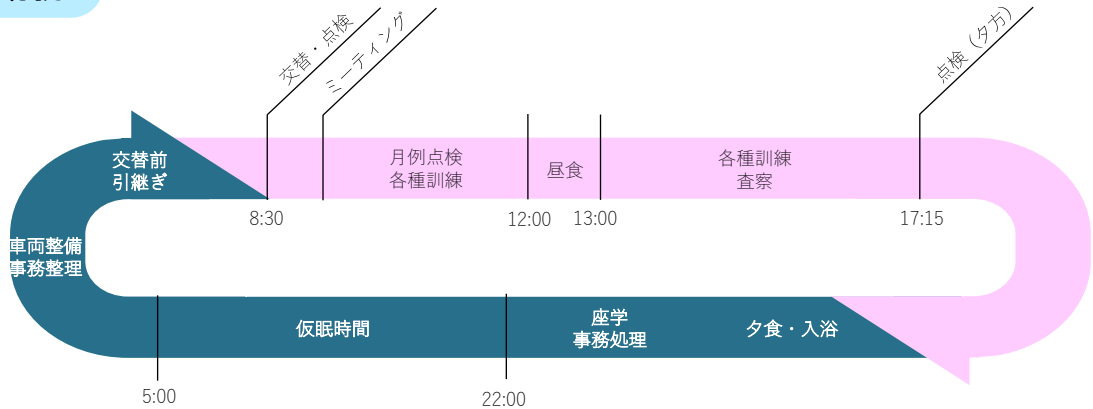 交替・点検
ミーティング
点検（夕方）
交替前
引継ぎ
月例点検
各種訓練
昼食
各種訓練
査察
8:30
12:00
13:00
17:15
車両整備
事務整理
仮眠時間
座学
事務処理
夕食・入浴
5:00
22:00